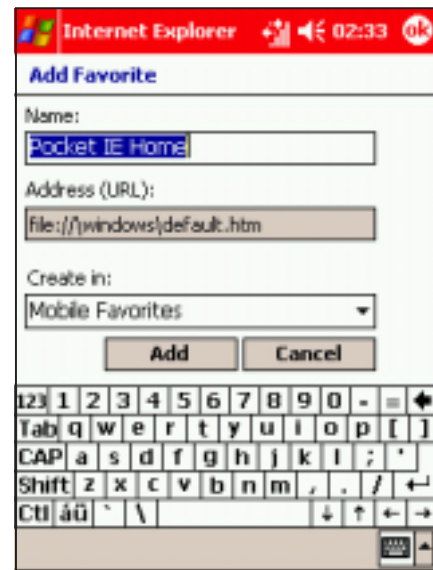 Internet Explorer 02:33 ok
Add Favorite
Name:
Pocket IE Home
Address (URL):
file://\windows\default.htm
Create in:
Mobile Favorites
Add Cancel
123 1 2 3 4 5 6 7 8 9 0 - =
Tab q w e r t y u i o p [ ]
CAP a s d f g h j k l ; '
Shift z x c v b n m , . /
Ctl áü ` \